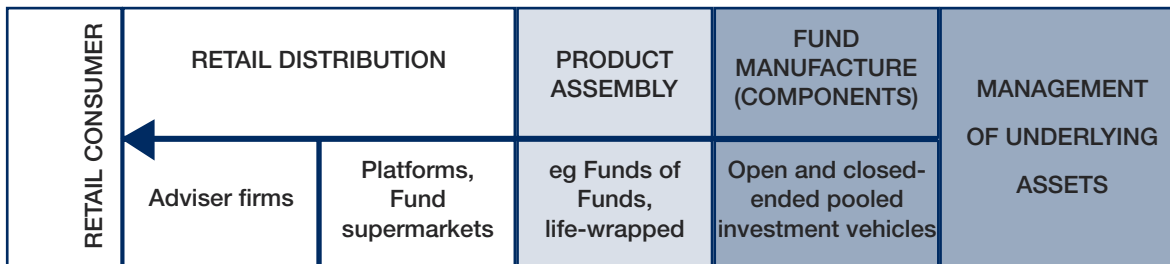 RETAIL CONSUMER
RETAIL DISTRIBUTION
Adviser firms
Platforms,
Fund
supermarkets
PRODUCT
ASSEMBLY
eg Funds of
Funds,
life-wrapped
FUND
MANUFACTURE
(COMPONENTS)
Open and closed-
ended pooled
investment vehicles
MANAGEMENT
OF UNDERLYING
ASSETS